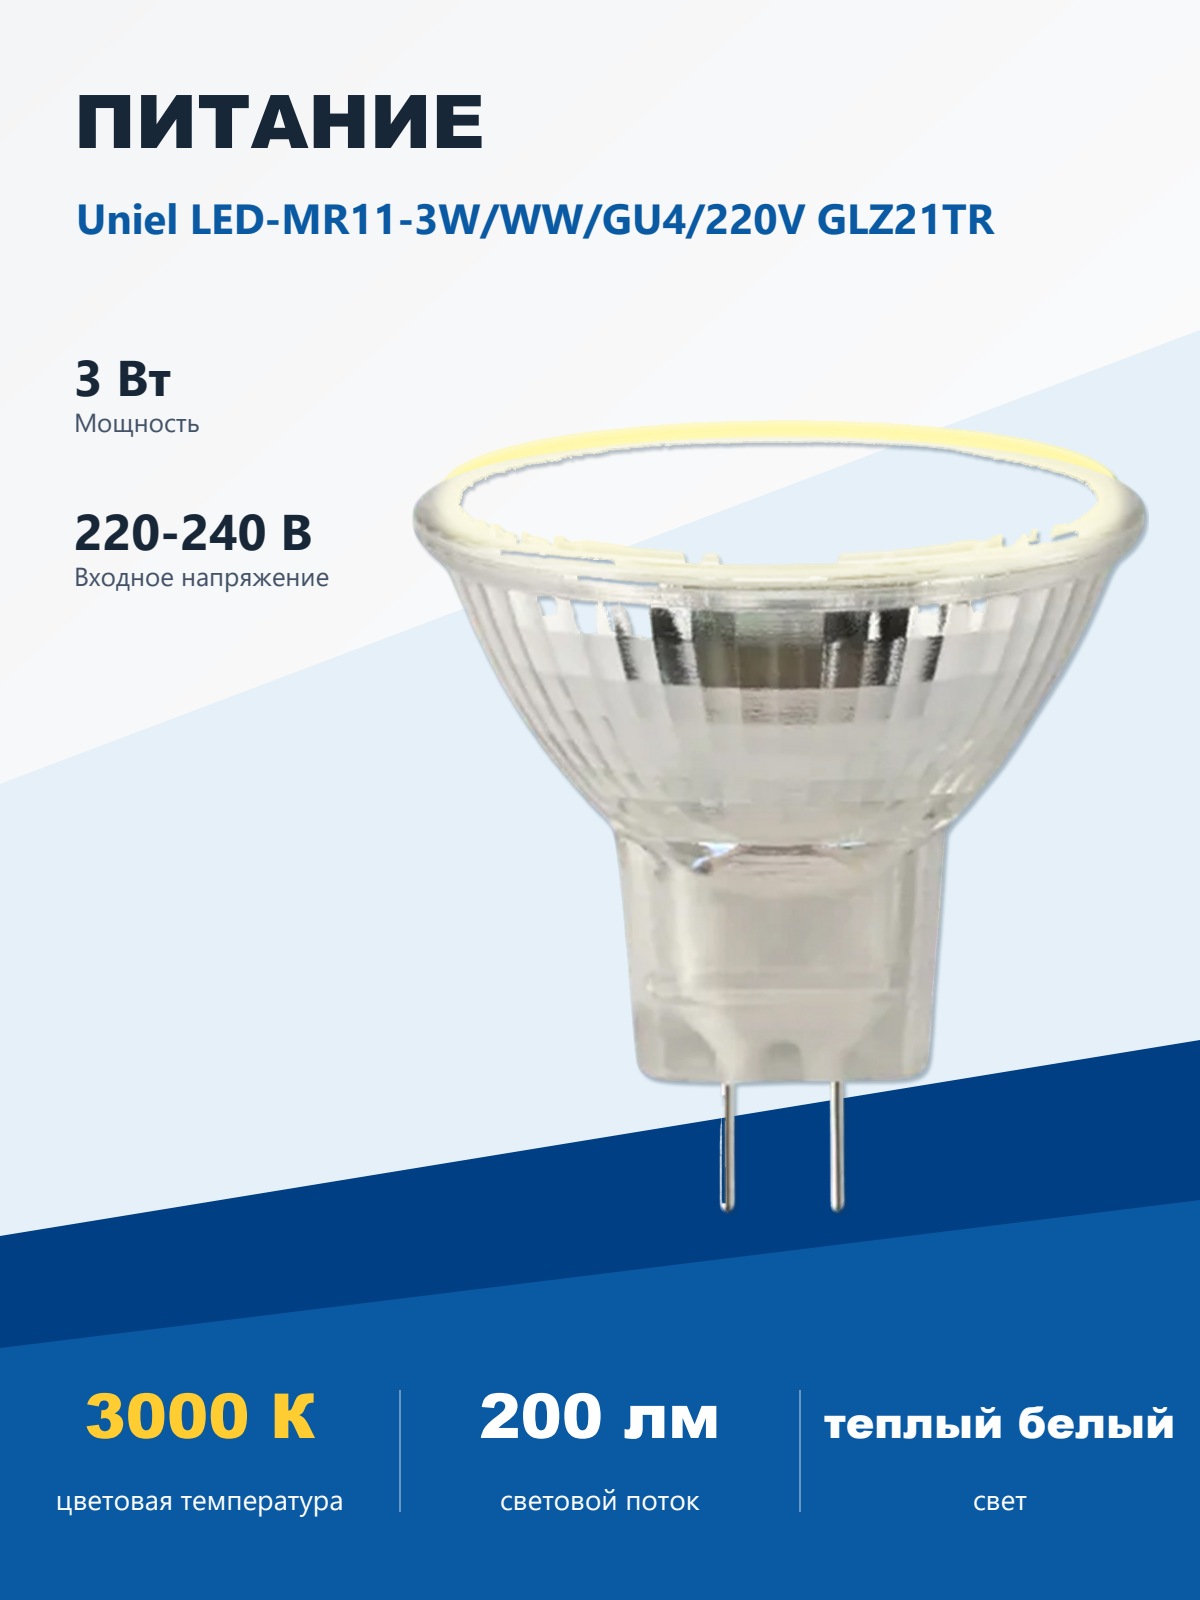 ПИТАНИЕ
Uniel LED-MR11-3W/WW/GU4/220V GLZ21TR
3 Вт
Мощность
220-240 В
Входное напряжение
3000 К
цветовая температура
200 лм
световой поток
теплый белый
свет